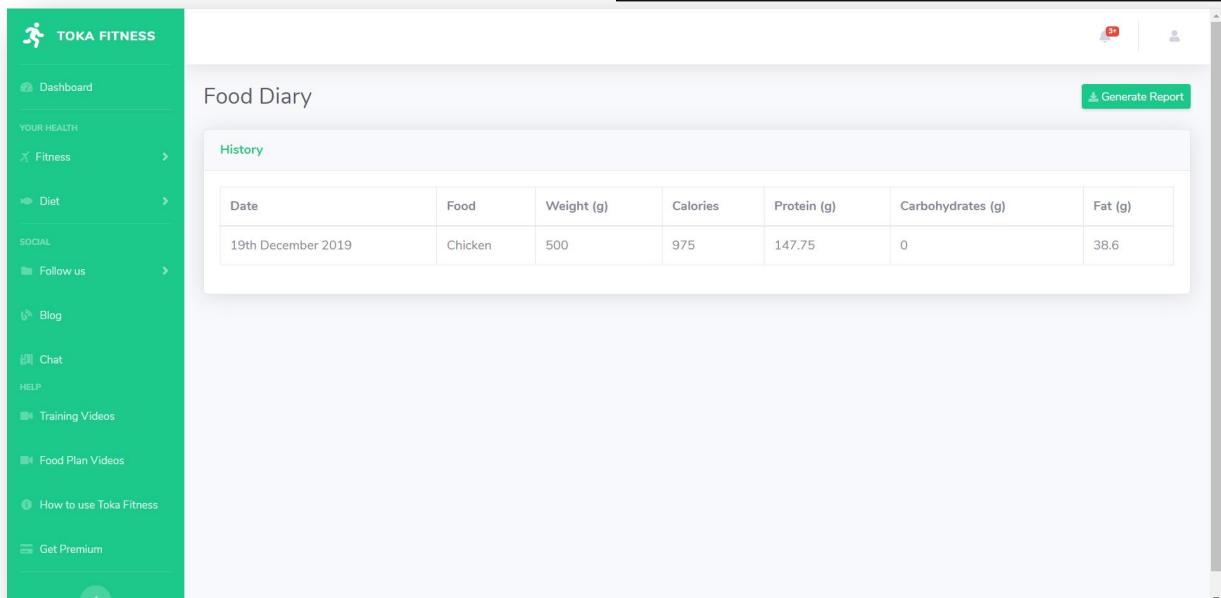 TOKA FITNESS
3+
Dashboard
Food Diary
Generate Report
YOUR HEALTH
Fitness
History
Diet
Date Food Weight (g) Calories Protein (g) Carbohydrates (g) Fat (g)
19th December 2019 Chicken 500 975 147.75 0 38.6
SOCIAL
Follow us
Blog
Chat
HELP
Training Videos
Food Plan Videos
How to use Toka Fitness
Get Premium